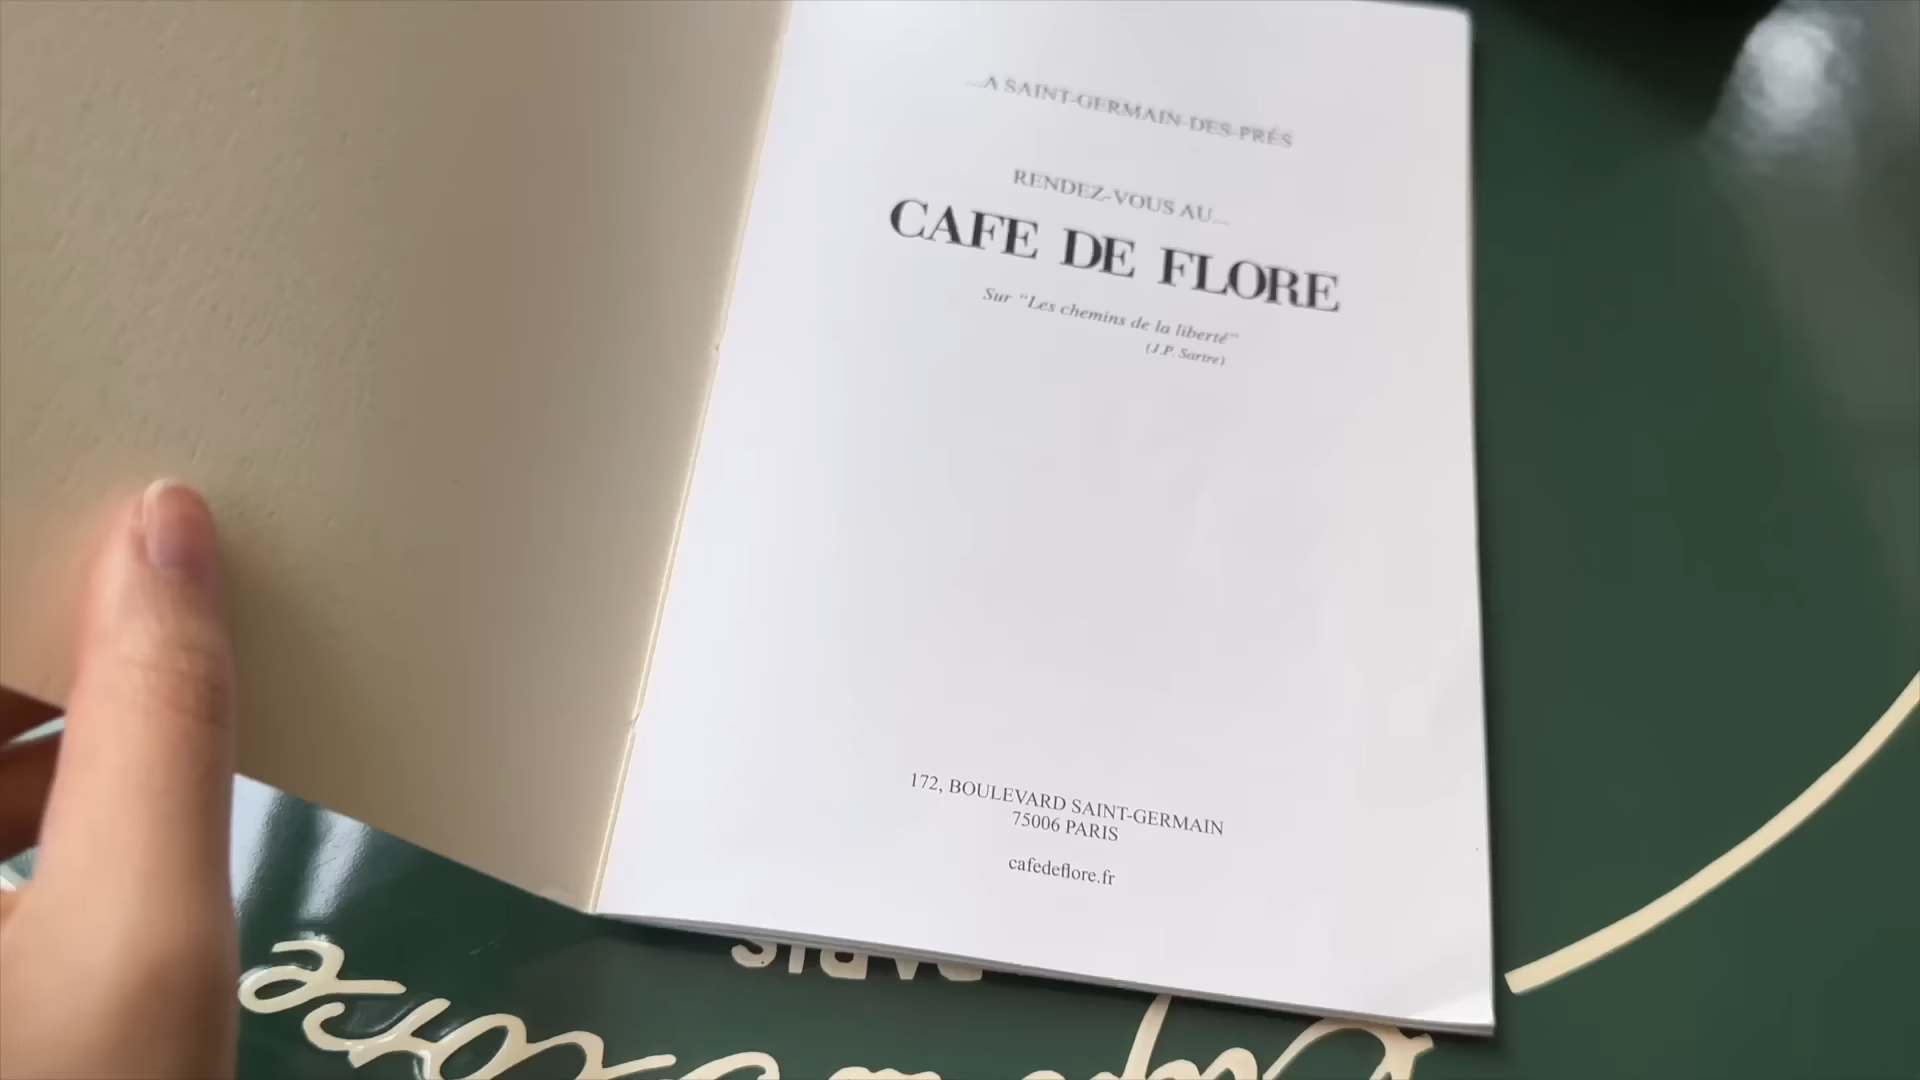 ...A SAINT-GERMAIN-DES-PRÉS
RENDEZ-VOUS AU...
CAFE DE FLORE
Sur "Les chemins de la liberté"
(J.P. Sartre)
172, BOULEVARD SAINT-GERMAIN
75006 PARIS
cafedeflore.fr